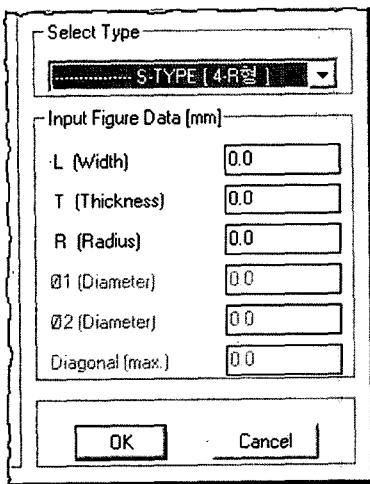 Select Type
--------------- S-TYPE [ 4-R형 ]
Input Figure Data [mm]
L (Width) 0.0
T (Thickness) 0.0
R (Radius) 0.0
Ø1 (Diameter) 0.0
Ø2 (Diameter) 0.0
Diagonal (max.) 0.0
OK Cancel